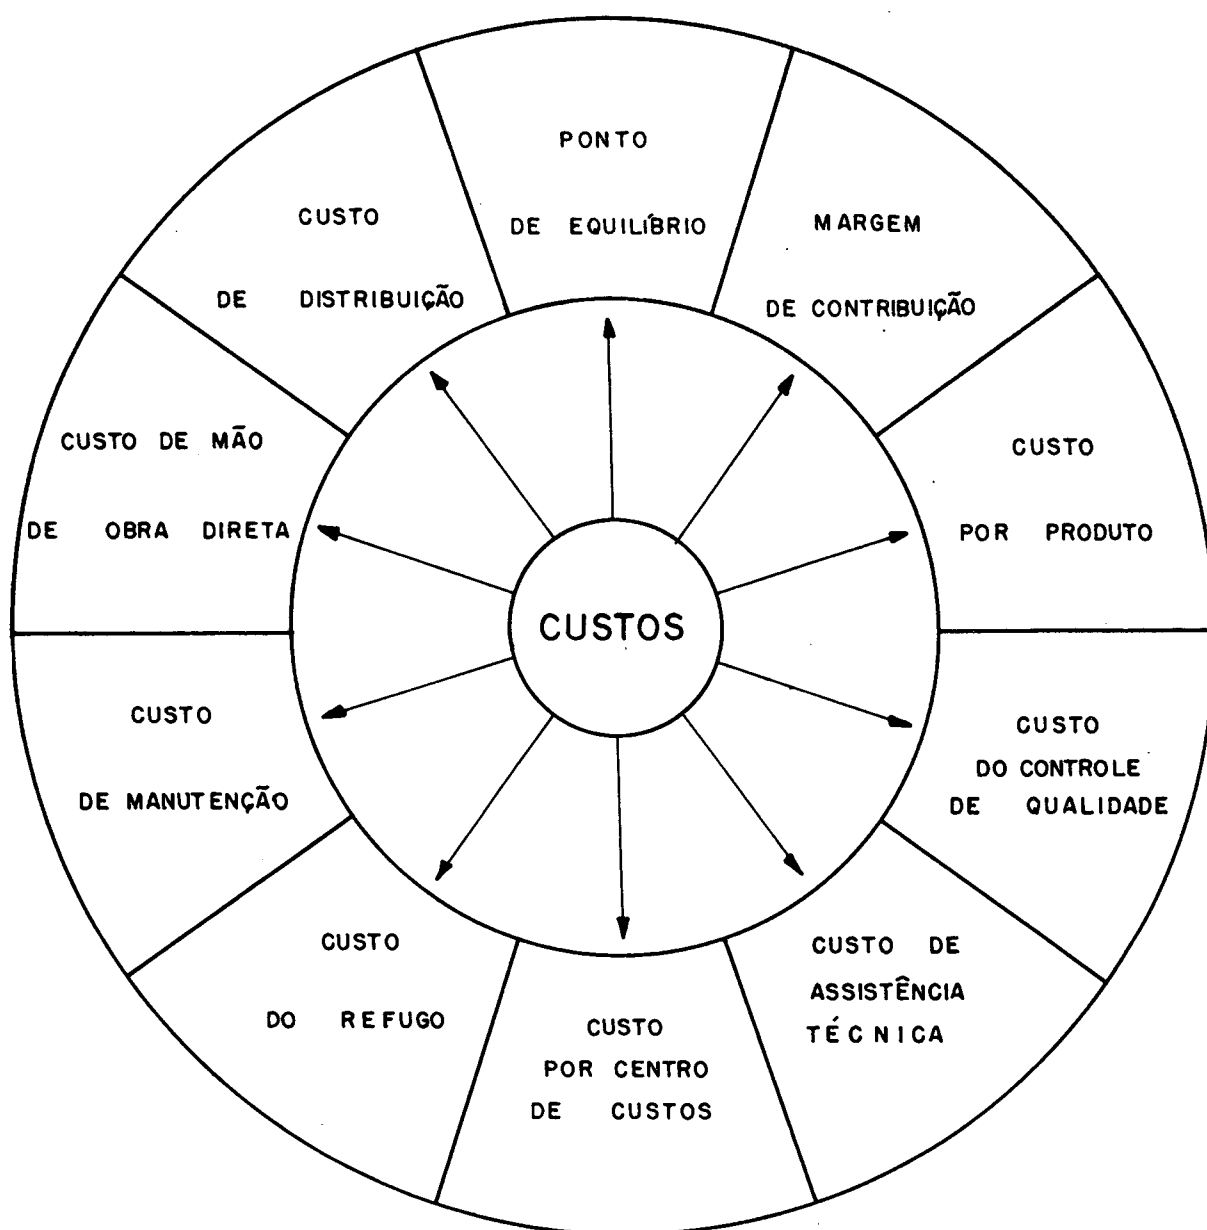 PONTO
DE EQUILÍBRIO
MARGEM
DE CONTRIBUIÇÃO
CUSTO
POR PRODUTO
CUSTO
DO CONTROLE
DE QUALIDADE
CUSTO DE
ASSISTÊNCIA
TÉCNICA
CUSTO
POR CENTRO
DE CUSTOS
CUSTO
DO REFUGO
CUSTO
DE MANUTENÇÃO
CUSTO DE MÃO
DE OBRA DIRETA
CUSTO
DE DISTRIBUIÇÃO
CUSTOS